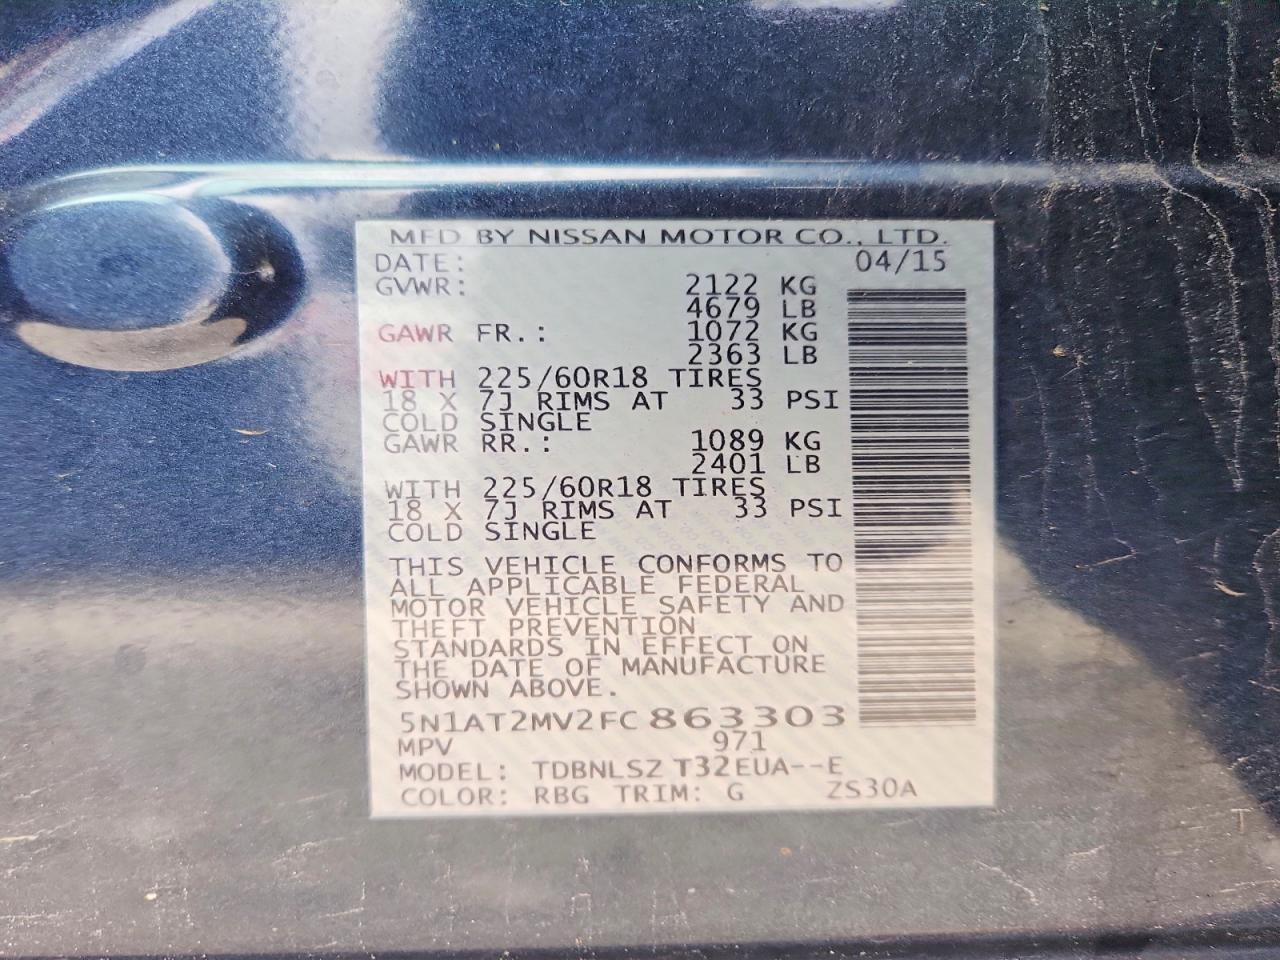 MFD BY NISSAN MOTOR CO., LTD.
DATE: 04/15
GVWR: 2122 KG
4679 LB
GAWR FR.: 1072 KG
2363 LB
WITH 225/60R18 TIRES
18 X 7J RIMS AT 33 PSI
COLD SINGLE
GAWR RR.: 1089 KG
2401 LB
WITH 225/60R18 TIRES
18 X 7J RIMS AT 33 PSI
COLD SINGLE
THIS VEHICLE CONFORMS TO
ALL APPLICABLE FEDERAL
MOTOR VEHICLE SAFETY AND
THEFT PREVENTION
STANDARDS IN EFFECT ON
THE DATE OF MANUFACTURE
SHOWN ABOVE.
5N1AT2MV2FC863303
MPV 971
MODEL: TDBNLSZ T32EUA--E
COLOR: RBG TRIM: G ZS30A